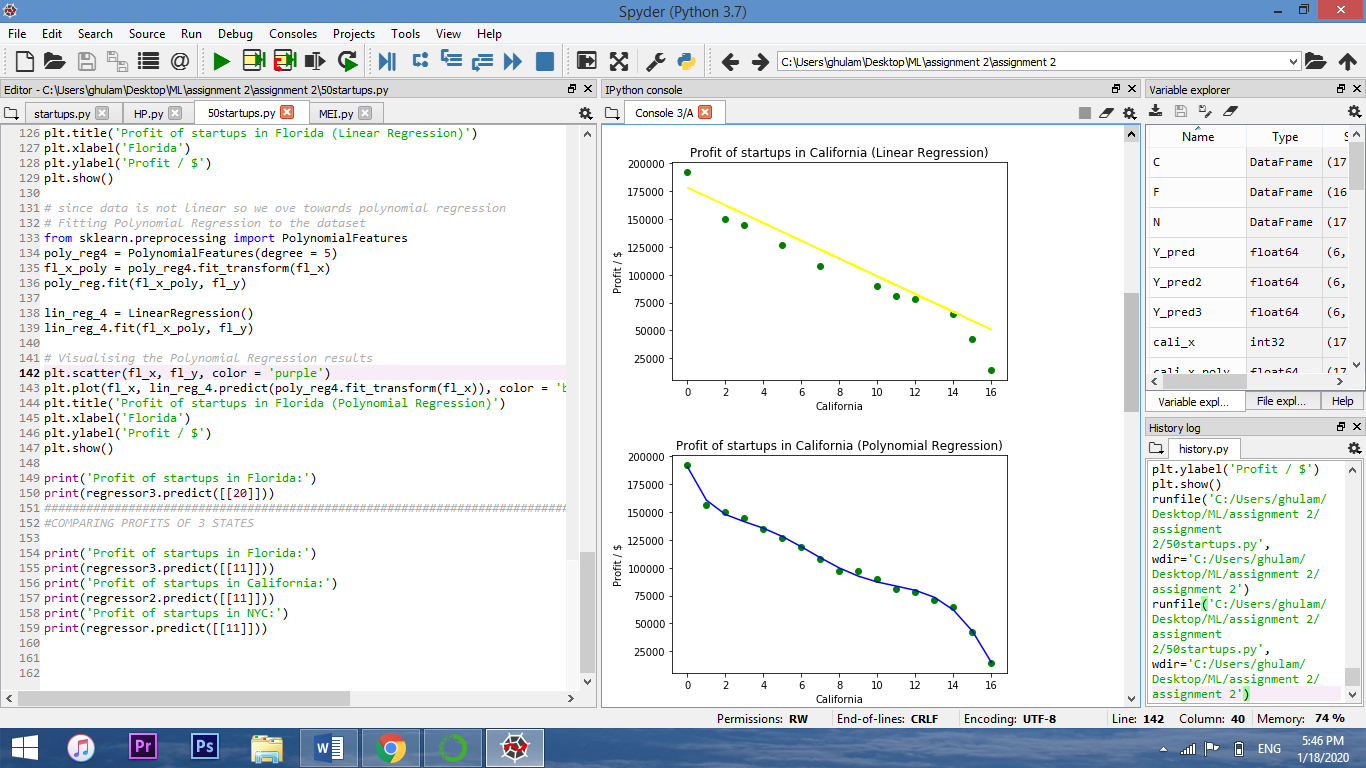 Spyder (Python 3.7)
File Edit Search Source Run Debug Consoles Projects Tools View Help
C:\Users\ghulam\Desktop\ML\assignment 2\assignment 2
Editor - C:\Users\ghulam\Desktop\ML\assignment 2\assignment 2\50startups.py
startups.py HP.py 50startups.py MEI.py
126 plt.title('Profit of startups in Florida (Linear Regression)')
127 plt.xlabel('Florida')
128 plt.ylabel('Profit / $')
129 plt.show()
130
131 # since data is not linear so we ove towards polynomial regression
132 # Fitting Polynomial Regression to the dataset
133 from sklearn.preprocessing import PolynomialFeatures
134 poly_reg4 = PolynomialFeatures(degree = 5)
135 fl_x_poly = poly_reg4.fit_transform(fl_x)
136 poly_reg.fit(fl_x_poly, fl_y)
137
138 lin_reg_4 = LinearRegression()
139 lin_reg_4.fit(fl_x_poly, fl_y)
140
141 # Visualising the Polynomial Regression results
142 plt.scatter(fl_x, fl_y, color = 'purple')
143 plt.plot(fl_x, lin_reg_4.predict(poly_reg4.fit_transform(fl_x)), color = 'b
144 plt.title('Profit of startups in Florida (Polynomial Regression)')
145 plt.xlabel('Florida')
146 plt.ylabel('Profit / $')
147 plt.show()
148
149 print('Profit of startups in Florida:')
150 print(regressor3.predict([[20]]))
151 ##############################################################################
152 #COMPARING PROFITS OF 3 STATES
153
154 print('Profit of startups in Florida:')
155 print(regressor3.predict([[11]]))
156 print('Profit of startups in California:')
157 print(regressor2.predict([[11]]))
158 print('Profit of startups in NYC:')
159 print(regressor.predict([[11]]))
160
161
162
IPython console
Console 3/A
Profit of startups in California (Linear Regression)
200000
175000
150000
125000
100000
75000
50000
25000
Profit / $
0 2 4 6 8 10 12 14 16
California
Profit of startups in California (Polynomial Regression)
200000
175000
150000
125000
100000
75000
50000
25000
Profit / $
0 2 4 6 8 10 12 14 16
California
Variable explorer
Name Type S
C DataFrame (17
F DataFrame (16
N DataFrame (17
Y_pred float64 (6,
Y_pred2 float64 (6,
Y_pred3 float64 (6,
cali_x int32 (17
cali_x_poly float64 (17
Variable expl... File expl... Help
History log
history.py
plt.ylabel('Profit / $')
plt.show()
runfile('C:/Users/ghulam/
Desktop/ML/assignment 2/
assignment
2/50startups.py',
wdir='C:/Users/ghulam/
Desktop/ML/assignment 2/
assignment 2')
runfile('C:/Users/ghulam/
Desktop/ML/assignment 2/
assignment
2/50startups.py',
wdir='C:/Users/ghulam/
Desktop/ML/assignment 2/
assignment 2')
Permissions: RW End-of-lines: CRLF Encoding: UTF-8 Line: 142 Column: 40 Memory: 74 %
Pr Ps W
ENG
5:46 PM
1/18/2020